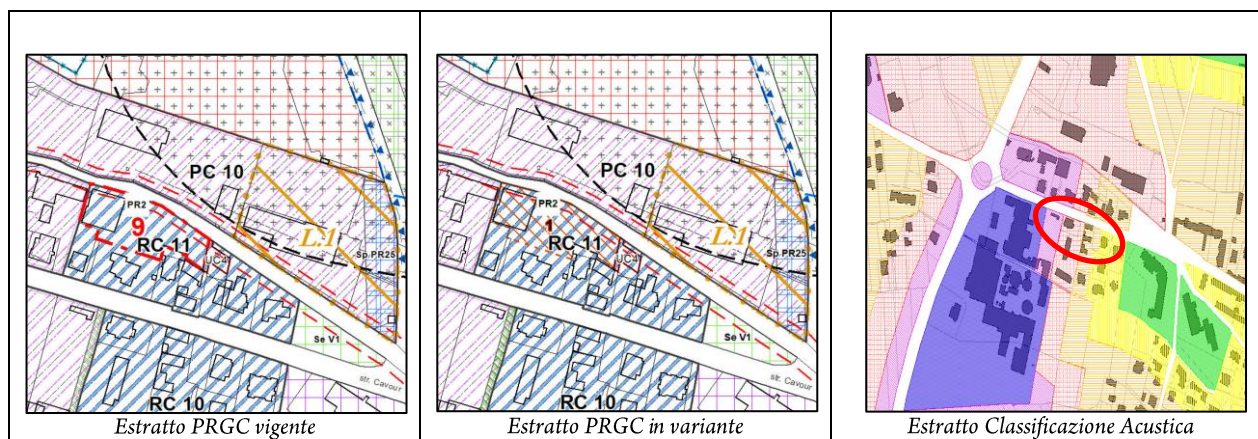 PC 10
PR2
9
RC 11
UC4
L.1
Sp PR25
Se V1
str. Cavour
RC 10
Estratto PRGC vigente
PC 10
PR2
1
RC 11
UC4
L.1
Sp PR25
Se V1
str. Cavour
RC 10
Estratto PRGC in variante
Estratto Classificazione Acustica